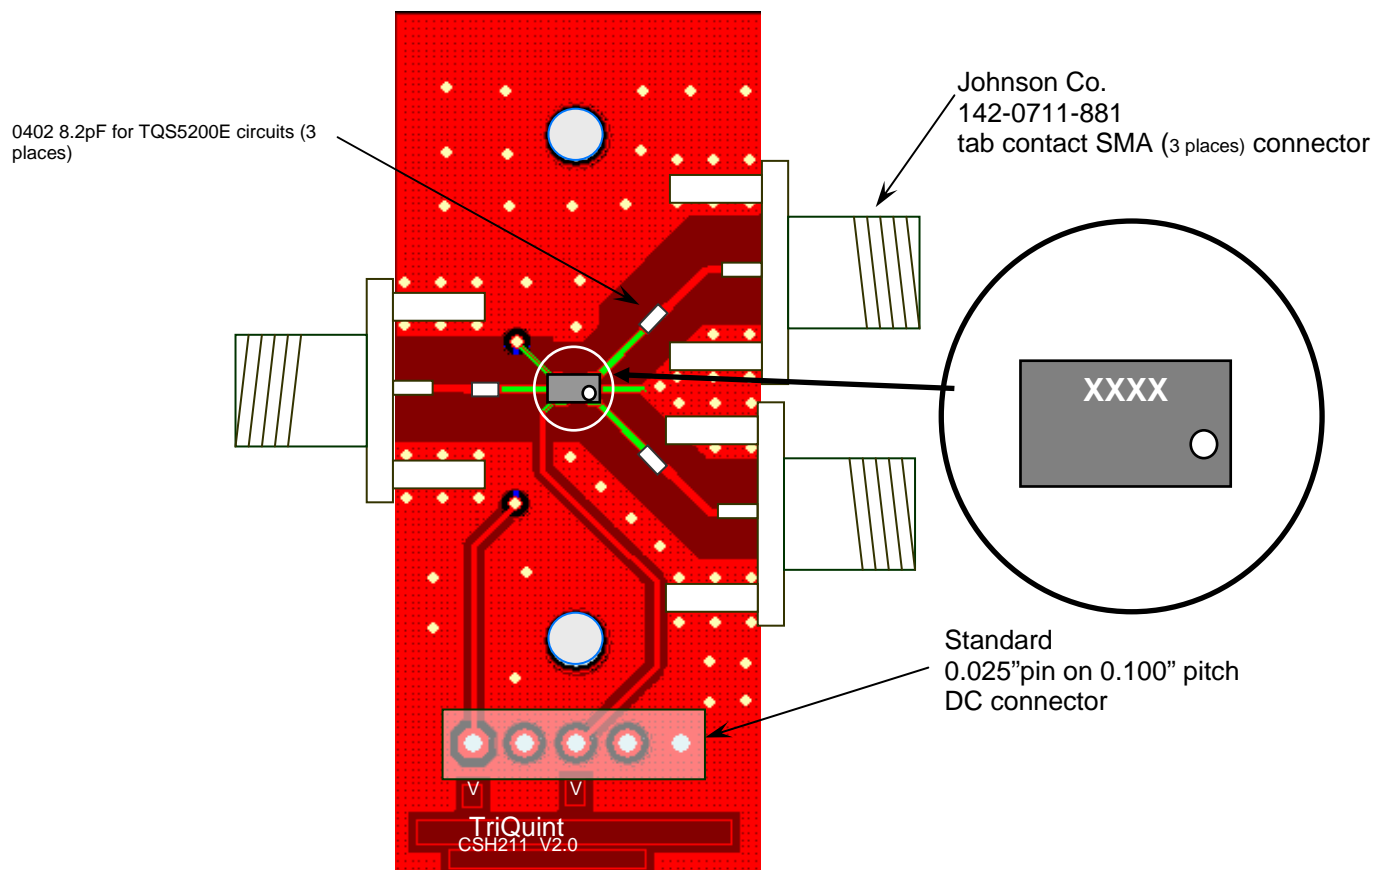 Johnson Co.
142-0711-881
tab contact SMA (3 places) connector
0402 8.2pF for TQS5200E circuits (3
places)
XXXX
Standard
0.025”pin on 0.100” pitch
DC connector
V V
TriQuint
CSH211 V2.0